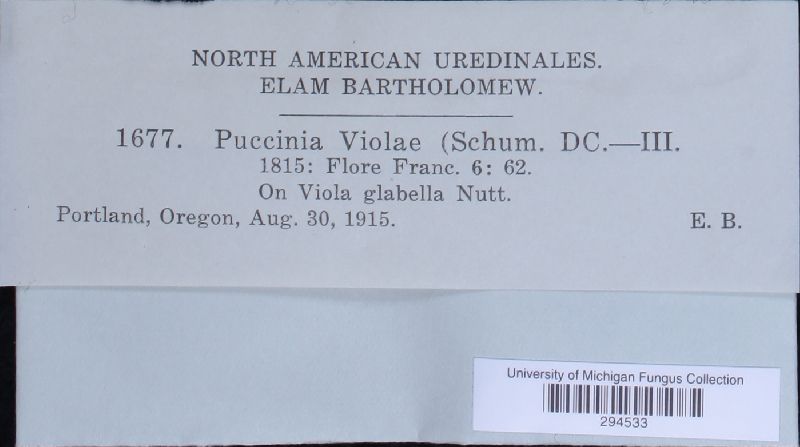 NORTH AMERICAN UREDINALES.
ELAM BARTHOLOMEW.
1677. Puccinia Violae (Schum. DC.—III.
1815: Flore Franc. 6: 62.
On Viola glabella Nutt.
Portland, Oregon, Aug. 30, 1915. E. B.
University of Michigan Fungus Collection
294533